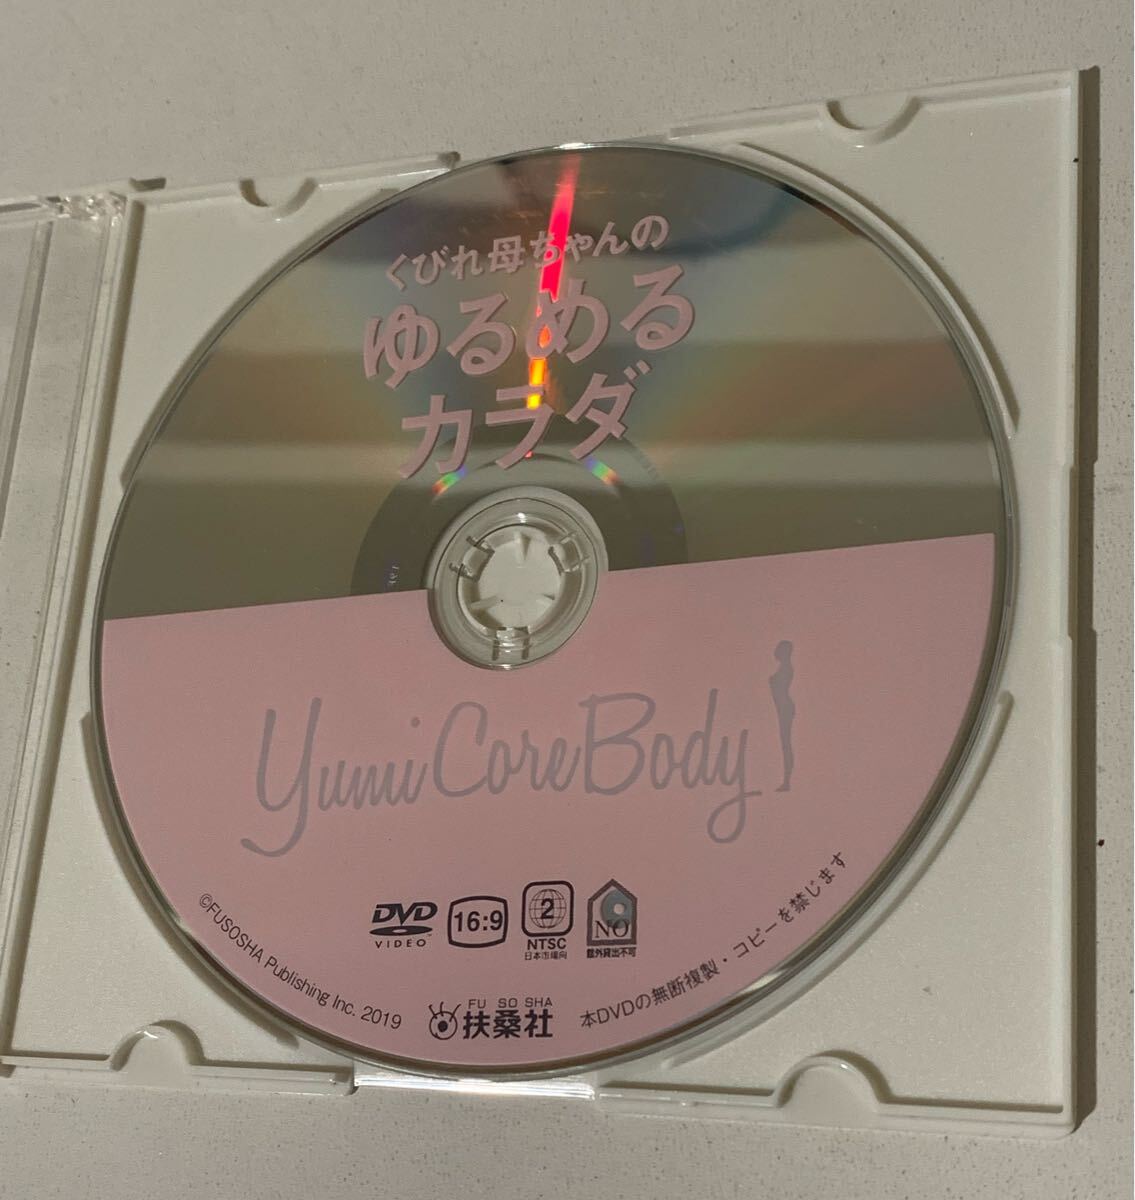 くびれ母ちゃんの
ゆるめる
カラダ
Yumi Core Body
DVD
VIDEO
16:9
2
NTSC
日本市場向
NO
館外貸出不可
©FUSOSHA Publishing Inc. 2019
FU SO SHA
扶桑社
本DVDの無断複製・コピーを禁じます